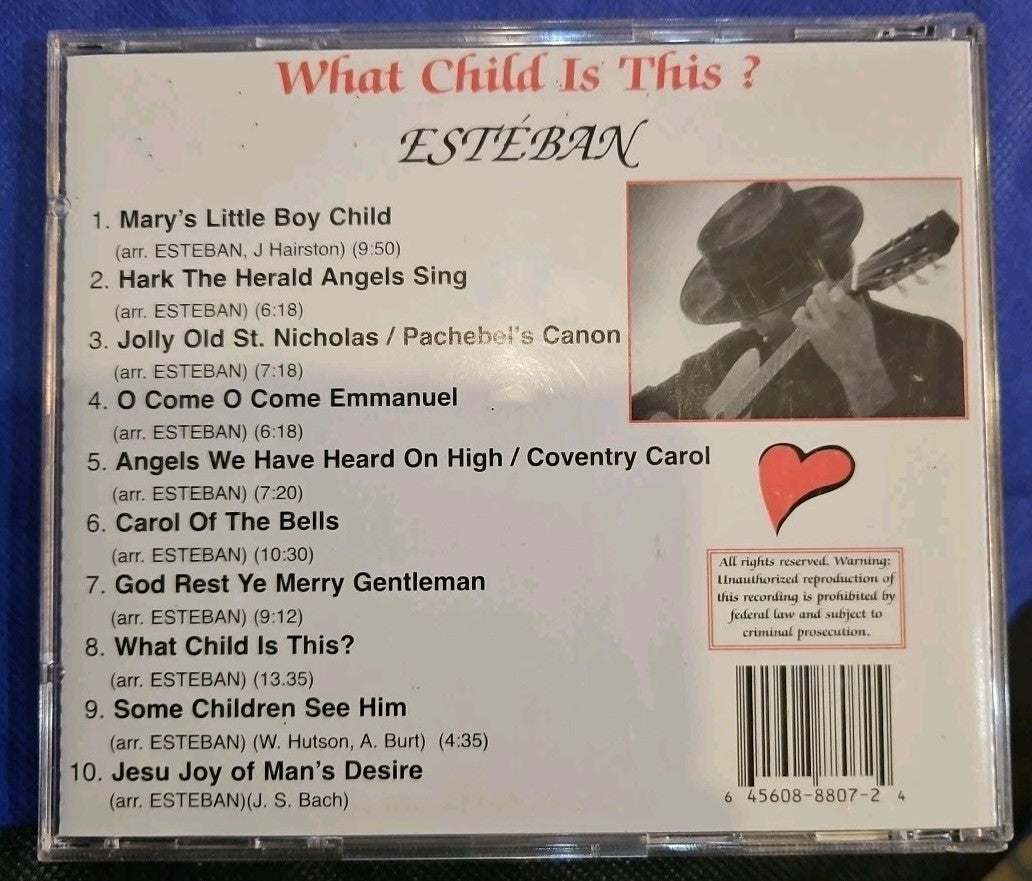 What Child Is This ?
ESTÉBAN
1. Mary's Little Boy Child
(arr. ESTEBAN, J Hairston) (9:50)
2. Hark The Herald Angels Sing
(arr. ESTEBAN) (6:18)
3. Jolly Old St. Nicholas / Pachebel's Canon
(arr. ESTEBAN) (7:18)
4. O Come O Come Emmanuel
(arr. ESTEBAN) (6:18)
5. Angels We Have Heard On High / Coventry Carol
(arr. ESTEBAN) (7:20)
6. Carol Of The Bells
(arr. ESTEBAN) (10:30)
7. God Rest Ye Merry Gentleman
(arr. ESTEBAN) (9:12)
8. What Child Is This?
(arr. ESTEBAN) (13.35)
9. Some Children See Him
(arr. ESTEBAN) (W. Hutson, A. Burt) (4:35)
10. Jesu Joy of Man's Desire
(arr. ESTEBAN)(J. S. Bach)
All rights reserved. Warning:
Unauthorized reproduction of
this recording is prohibited by
federal law and subject to
criminal prosecution.
6 45608-8807-2 4